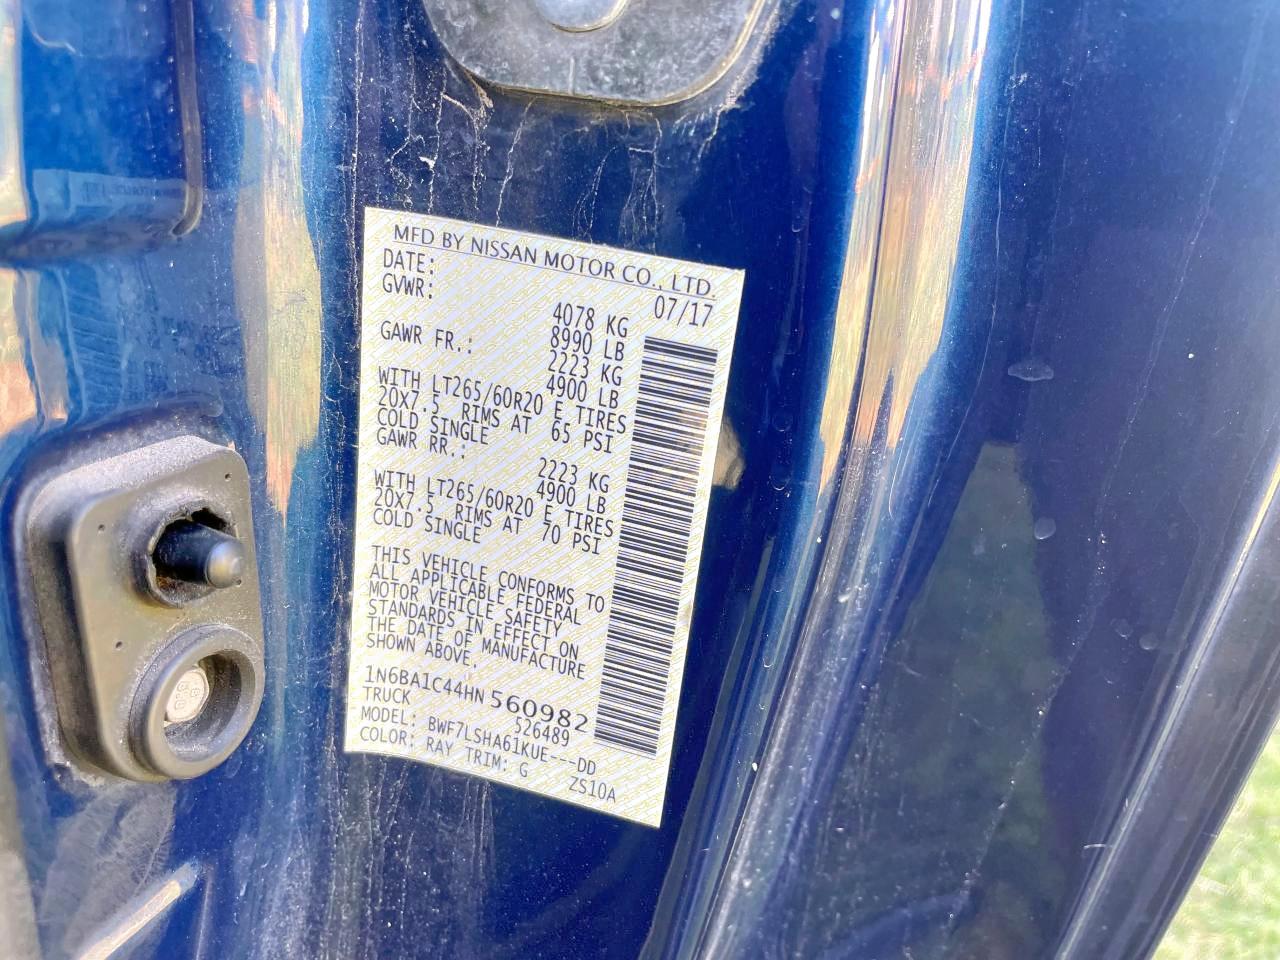 MFD BY NISSAN MOTOR CO., LTD.
DATE: 07/17
GVWR: 4078 KG
8990 LB
GAWR FR.: 2223 KG
4900 LB
WITH LT265/60R20 E TIRES
20X7.5 RIMS AT 65 PSI
COLD SINGLE
GAWR RR.: 2223 KG
4900 LB
WITH LT265/60R20 E TIRES
20X7.5 RIMS AT 70 PSI
COLD SINGLE
THIS VEHICLE CONFORMS TO
ALL APPLICABLE FEDERAL
MOTOR VEHICLE SAFETY
STANDARDS IN EFFECT ON
THE DATE OF MANUFACTURE
SHOWN ABOVE.
1N6BA1C44HN560982
TRUCK 526489
MODEL: BWF7LSHA61KUE---DD
COLOR: RAY TRIM: G ZS10A